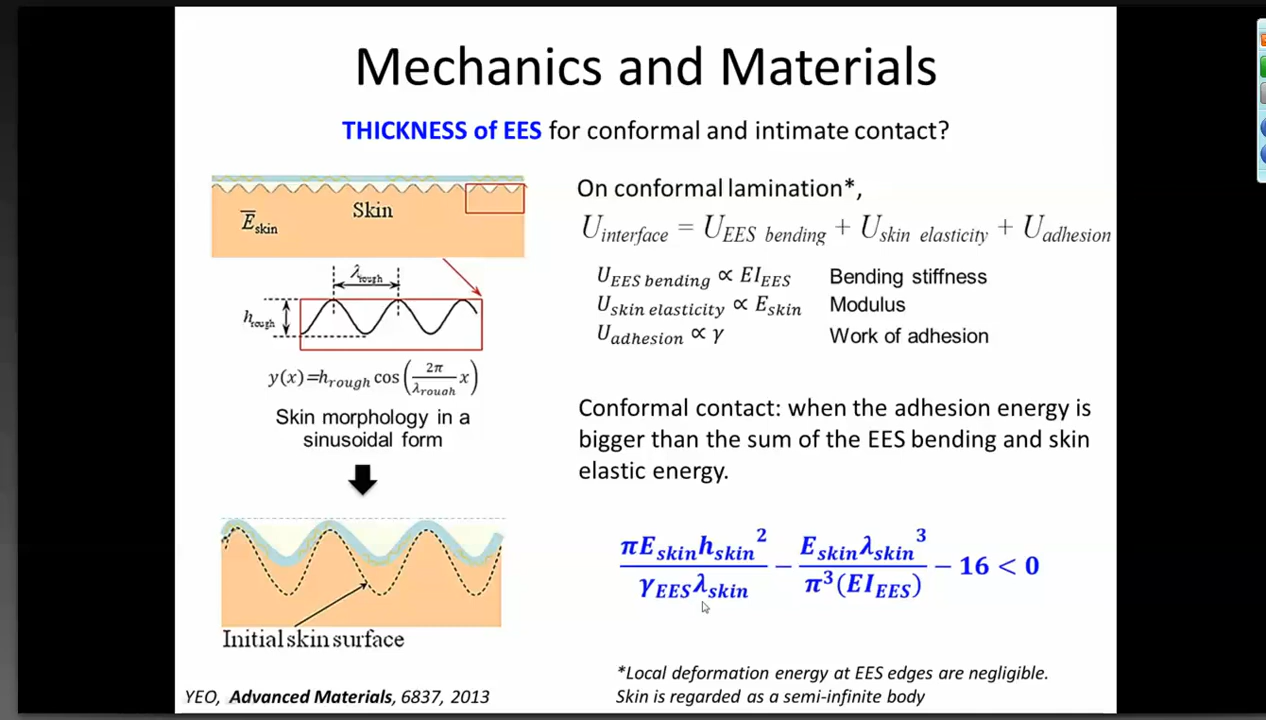 Mechanics and Materials
THICKNESS of EES for conformal and intimate contact?
Skin
E̅skin
λrough
hrough
y(x)=h_rough cos(2π/λ_rough x)
Skin morphology in a
sinusoidal form
Initial skin surface
YEO, Advanced Materials, 6837, 2013
On conformal lamination*,
U_interface = U_EES bending + U_skin elasticity + U_adhesion
U_EES bending ∝ EI_EES Bending stiffness
U_skin elasticity ∝ E_skin Modulus
U_adhesion ∝ γ Work of adhesion
Conformal contact: when the adhesion energy is
bigger than the sum of the EES bending and skin
elastic energy.
πE_skin h_skin²/γ_EES λ_skin − E_skin λ_skin³/π³(EI_EES) − 16 < 0
*Local deformation energy at EES edges are negligible.
Skin is regarded as a semi-infinite body